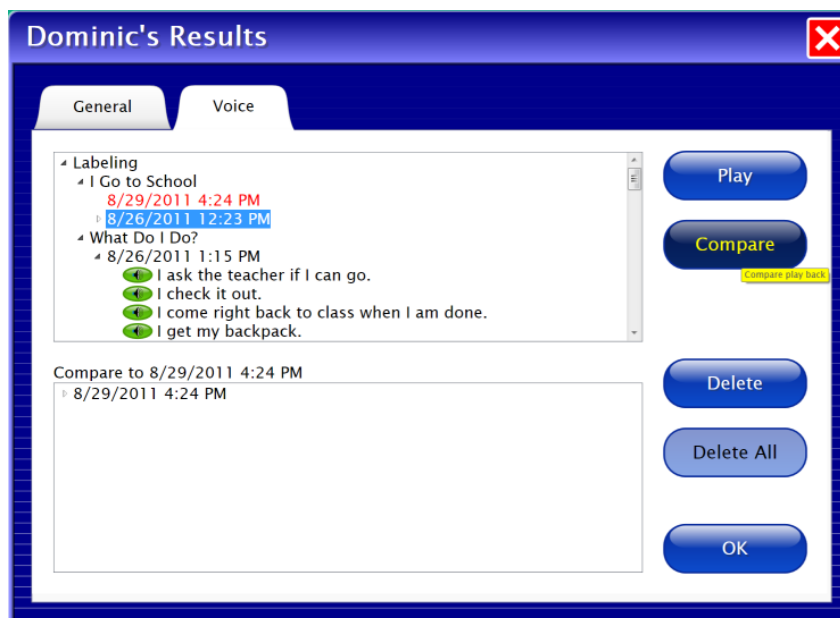 Dominic's Results
General
Voice
Labeling
I Go to School
8/29/2011 4:24 PM
8/26/2011 12:23 PM
What Do I Do?
8/26/2011 1:15 PM
I ask the teacher if I can go.
I check it out.
I come right back to class when I am done.
I get my backpack.
Play
Compare
Compare play back
Compare to 8/29/2011 4:24 PM
8/29/2011 4:24 PM
Delete
Delete All
OK